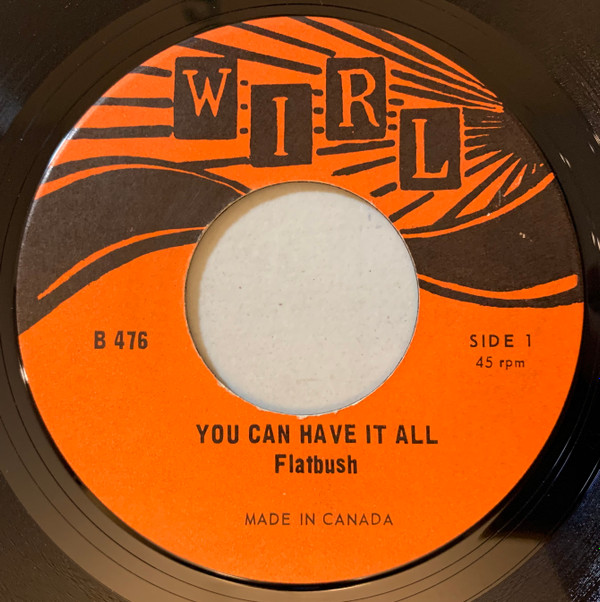 WIRL
B 476
SIDE 1
45 rpm
YOU CAN HAVE IT ALL
Flatbush
MADE IN CANADA